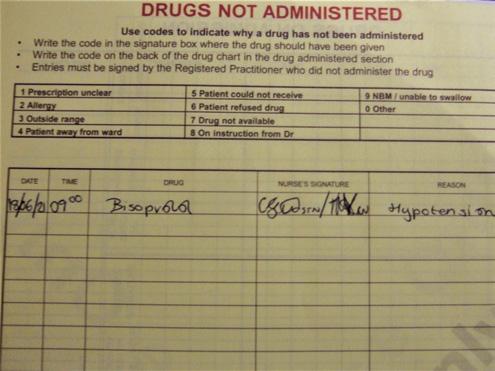 DRUGS NOT ADMINISTERED
Use codes to indicate why a drug has not been administered
• Write the code in the signature box where the drug should have been given
• Write the code on the back of the drug chart in the drug administered section
• Entries must be signed by the Registered Practitioner who did not administer the drug
1 Prescription unclear 5 Patient could not receive 9 NBM / unable to swallow
2 Allergy 6 Patient refused drug 0 Other
3 Outside range 7 Drug not available
4 Patient away from ward 8 On instruction from Dr
DATE TIME DRUG NURSE'S SIGNATURE REASON
09 00 Bisoprolol Hypotension